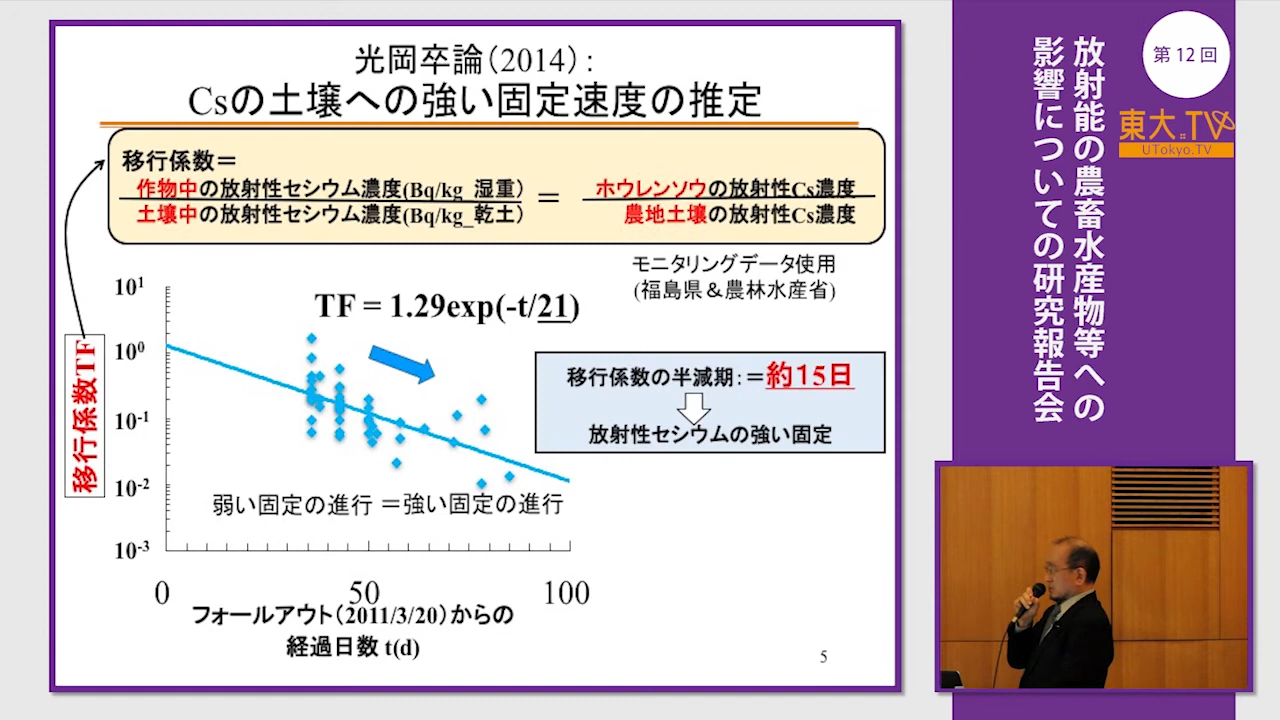 光岡卒論(2014):
Csの土壌への強い固定速度の推定
移行係数＝
作物中の放射性セシウム濃度(Bq/kg_湿重)
土壌中の放射性セシウム濃度(Bq/kg_乾土)
＝
ホウレンソウの放射性Cs濃度
農地土壌の放射性Cs濃度
モニタリングデータ使用
(福島県＆農林水産省)
TF = 1.29exp(-t/21)
移行係数の半減期:＝約15日
放射性セシウムの強い固定
弱い固定の進行 ＝強い固定の進行
移行係数TF
10¹
10⁰
10⁻¹
10⁻²
10⁻³
0
50
100
フォールアウト(2011/3/20)からの
経過日数 t(d)
5
第12回
放射能の農畜水産物等への
影響についての研究報告会
東大.TV
UTokyo.TV